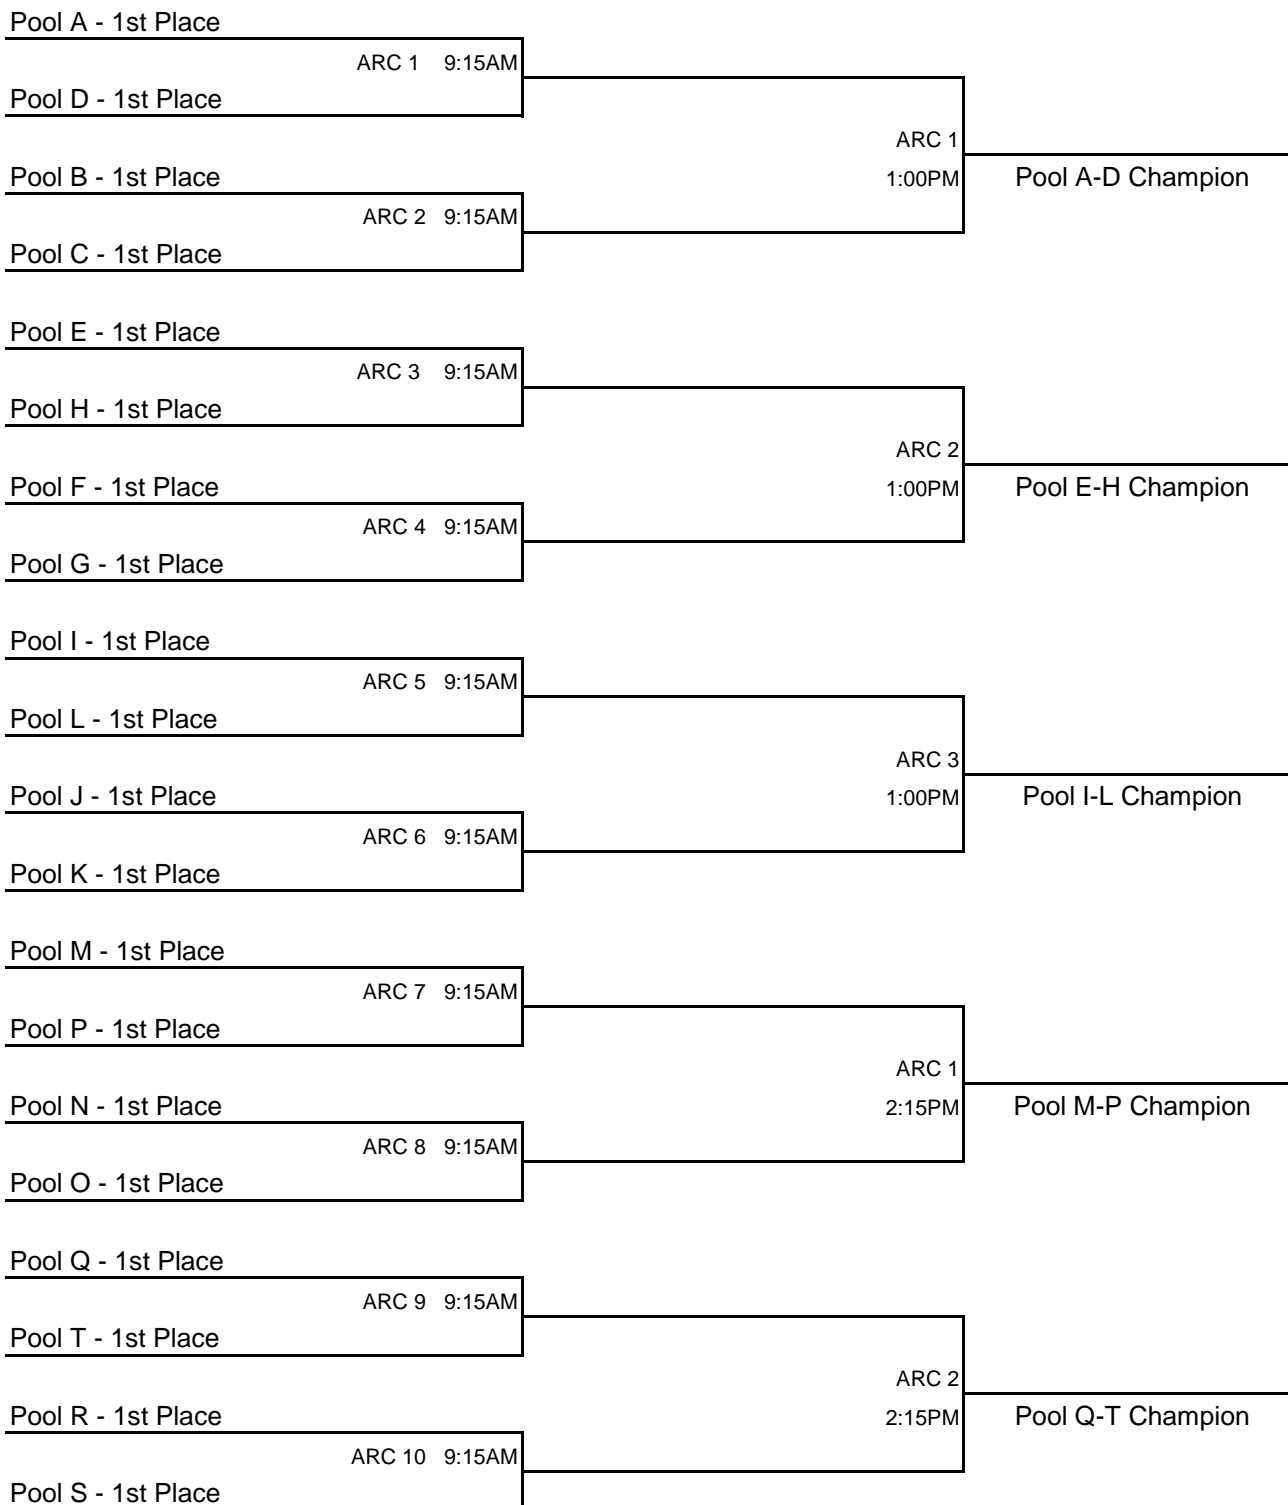 Pool A - 1st Place
ARC 1 9:15AM
Pool D - 1st Place
ARC 1
Pool B - 1st Place
1:00PM
Pool A-D Champion
ARC 2 9:15AM
Pool C - 1st Place
Pool E - 1st Place
ARC 3 9:15AM
Pool H - 1st Place
ARC 2
Pool F - 1st Place
1:00PM
Pool E-H Champion
ARC 4 9:15AM
Pool G - 1st Place
Pool I - 1st Place
ARC 5 9:15AM
Pool L - 1st Place
ARC 3
Pool J - 1st Place
1:00PM
Pool I-L Champion
ARC 6 9:15AM
Pool K - 1st Place
Pool M - 1st Place
ARC 7 9:15AM
Pool P - 1st Place
ARC 1
Pool N - 1st Place
2:15PM
Pool M-P Champion
ARC 8 9:15AM
Pool O - 1st Place
Pool Q - 1st Place
ARC 9 9:15AM
Pool T - 1st Place
ARC 2
Pool R - 1st Place
2:15PM
Pool Q-T Champion
ARC 10 9:15AM
Pool S - 1st Place